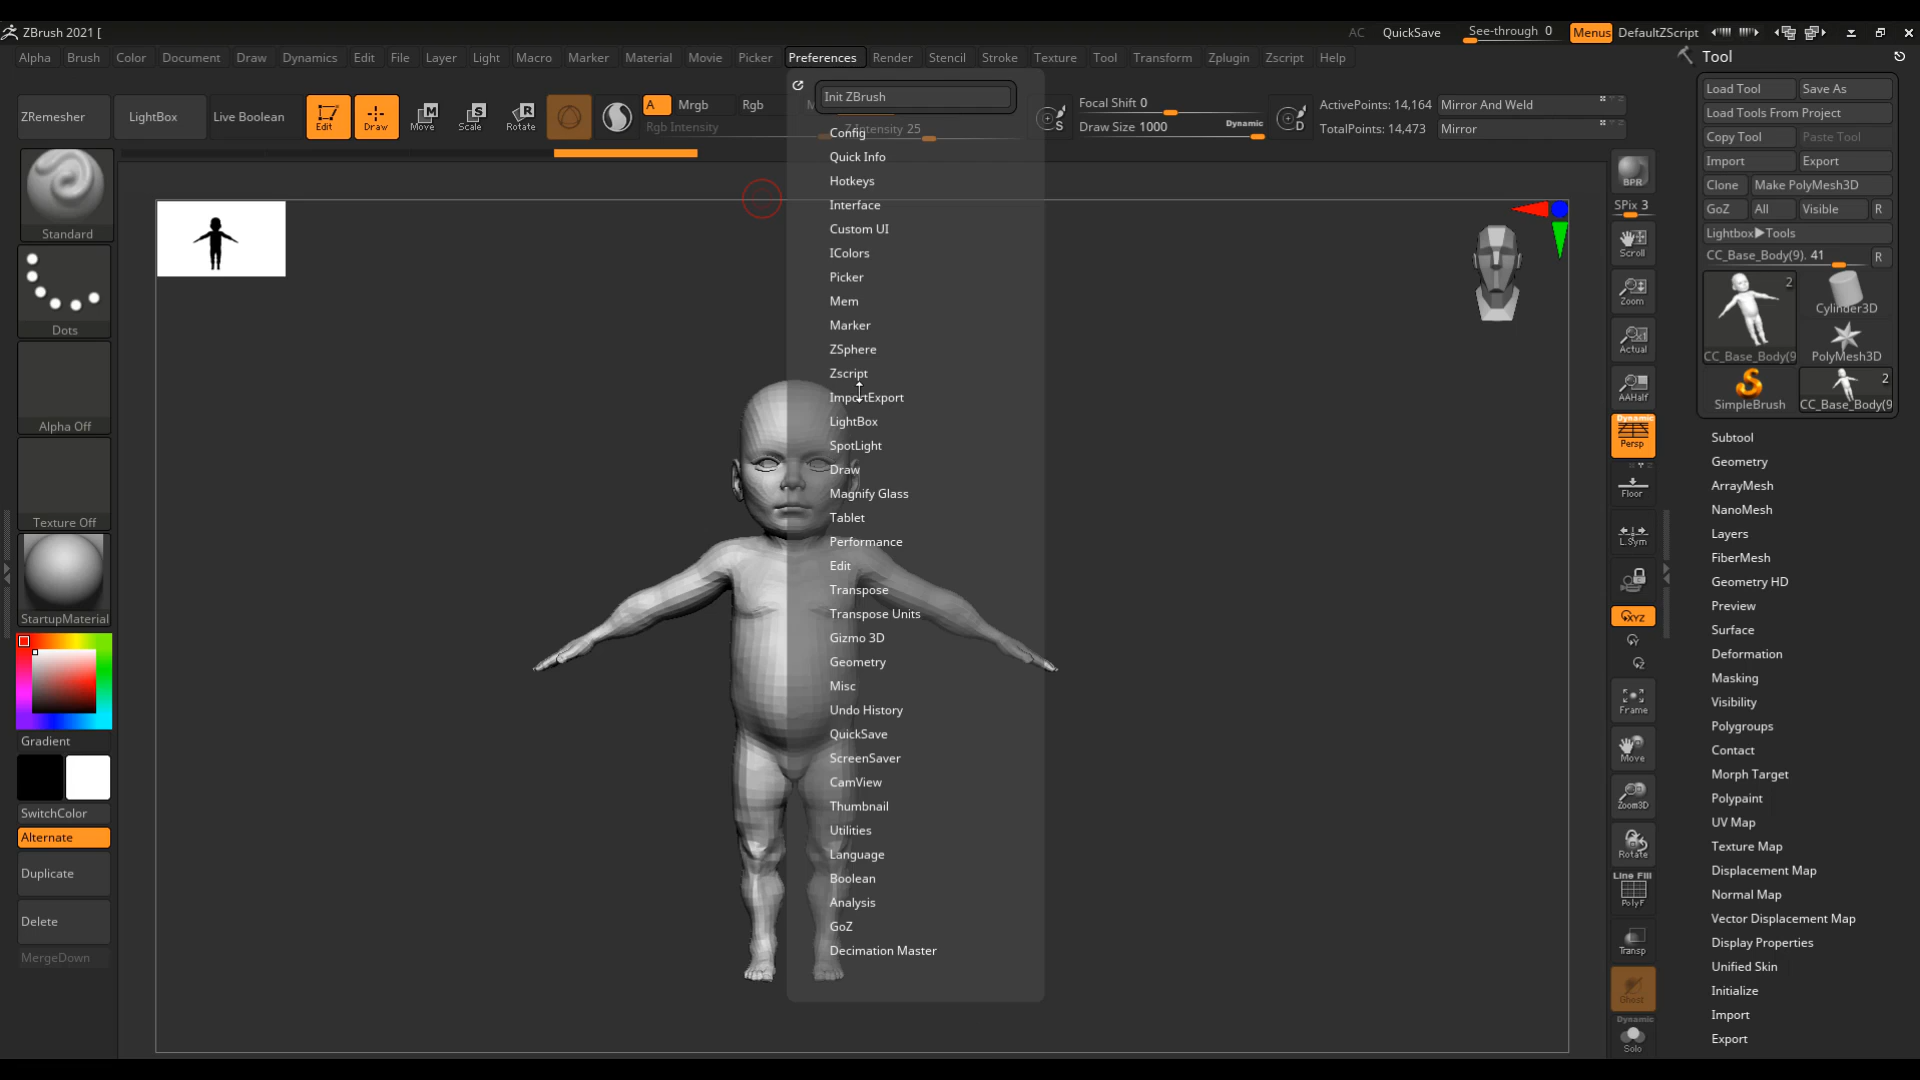 ZBrush 2021 [
AC QuickSave See-through 0 Menus DefaultZScript
Alpha Brush Color Document Draw Dynamics Edit File Layer Light Macro Marker Material Movie Picker Preferences Render Stencil Stroke Texture Tool Transform Zplugin Zscript Help
ZRemesher
LightBox
Live Boolean
Edit
Draw
Move
Scale
Rotate
A Mrgb Rgb M
Rgb Intensity
Z Intensity 25
S
Focal Shift 0
Draw Size 1000 Dynamic
D
ActivePoints: 14,164
TotalPoints: 14,473
Mirror And Weld
Mirror
Standard
Dots
Alpha Off
Texture Off
StartupMaterial
Gradient
SwitchColor
Alternate
Duplicate
Delete
MergeDown
Init ZBrush
Config
Quick Info
Hotkeys
Interface
Custom UI
IColors
Picker
Mem
Marker
ZSphere
Zscript
ImportExport
LightBox
SpotLight
Draw
Magnify Glass
Tablet
Performance
Edit
Transpose
Transpose Units
Gizmo 3D
Geometry
Misc
Undo History
QuickSave
ScreenSaver
CamView
Thumbnail
Utilities
Language
Boolean
Analysis
GoZ
Decimation Master
BPR
SPix 3
Scroll
Zoom
Actual
AAHalf
Dynamic
Persp
Floor
L.Sym
XYZ
Frame
Move
Zoom3D
Rotate
Line Fill
PolyF
Transp
Ghost
Dynamic
Solo
Tool
Load Tool Save As
Load Tools From Project
Copy Tool Paste Tool
Import Export
Clone Make PolyMesh3D
GoZ All Visible R
Lightbox▶Tools
CC_Base_Body(9). 41 R
2
CC_Base_Body(9
Cylinder3D
PolyMesh3D
SimpleBrush
2
CC_Base_Body(9
Subtool
Geometry
ArrayMesh
NanoMesh
Layers
FiberMesh
Geometry HD
Preview
Surface
Deformation
Masking
Visibility
Polygroups
Contact
Morph Target
Polypaint
UV Map
Texture Map
Displacement Map
Normal Map
Vector Displacement Map
Display Properties
Unified Skin
Initialize
Import
Export